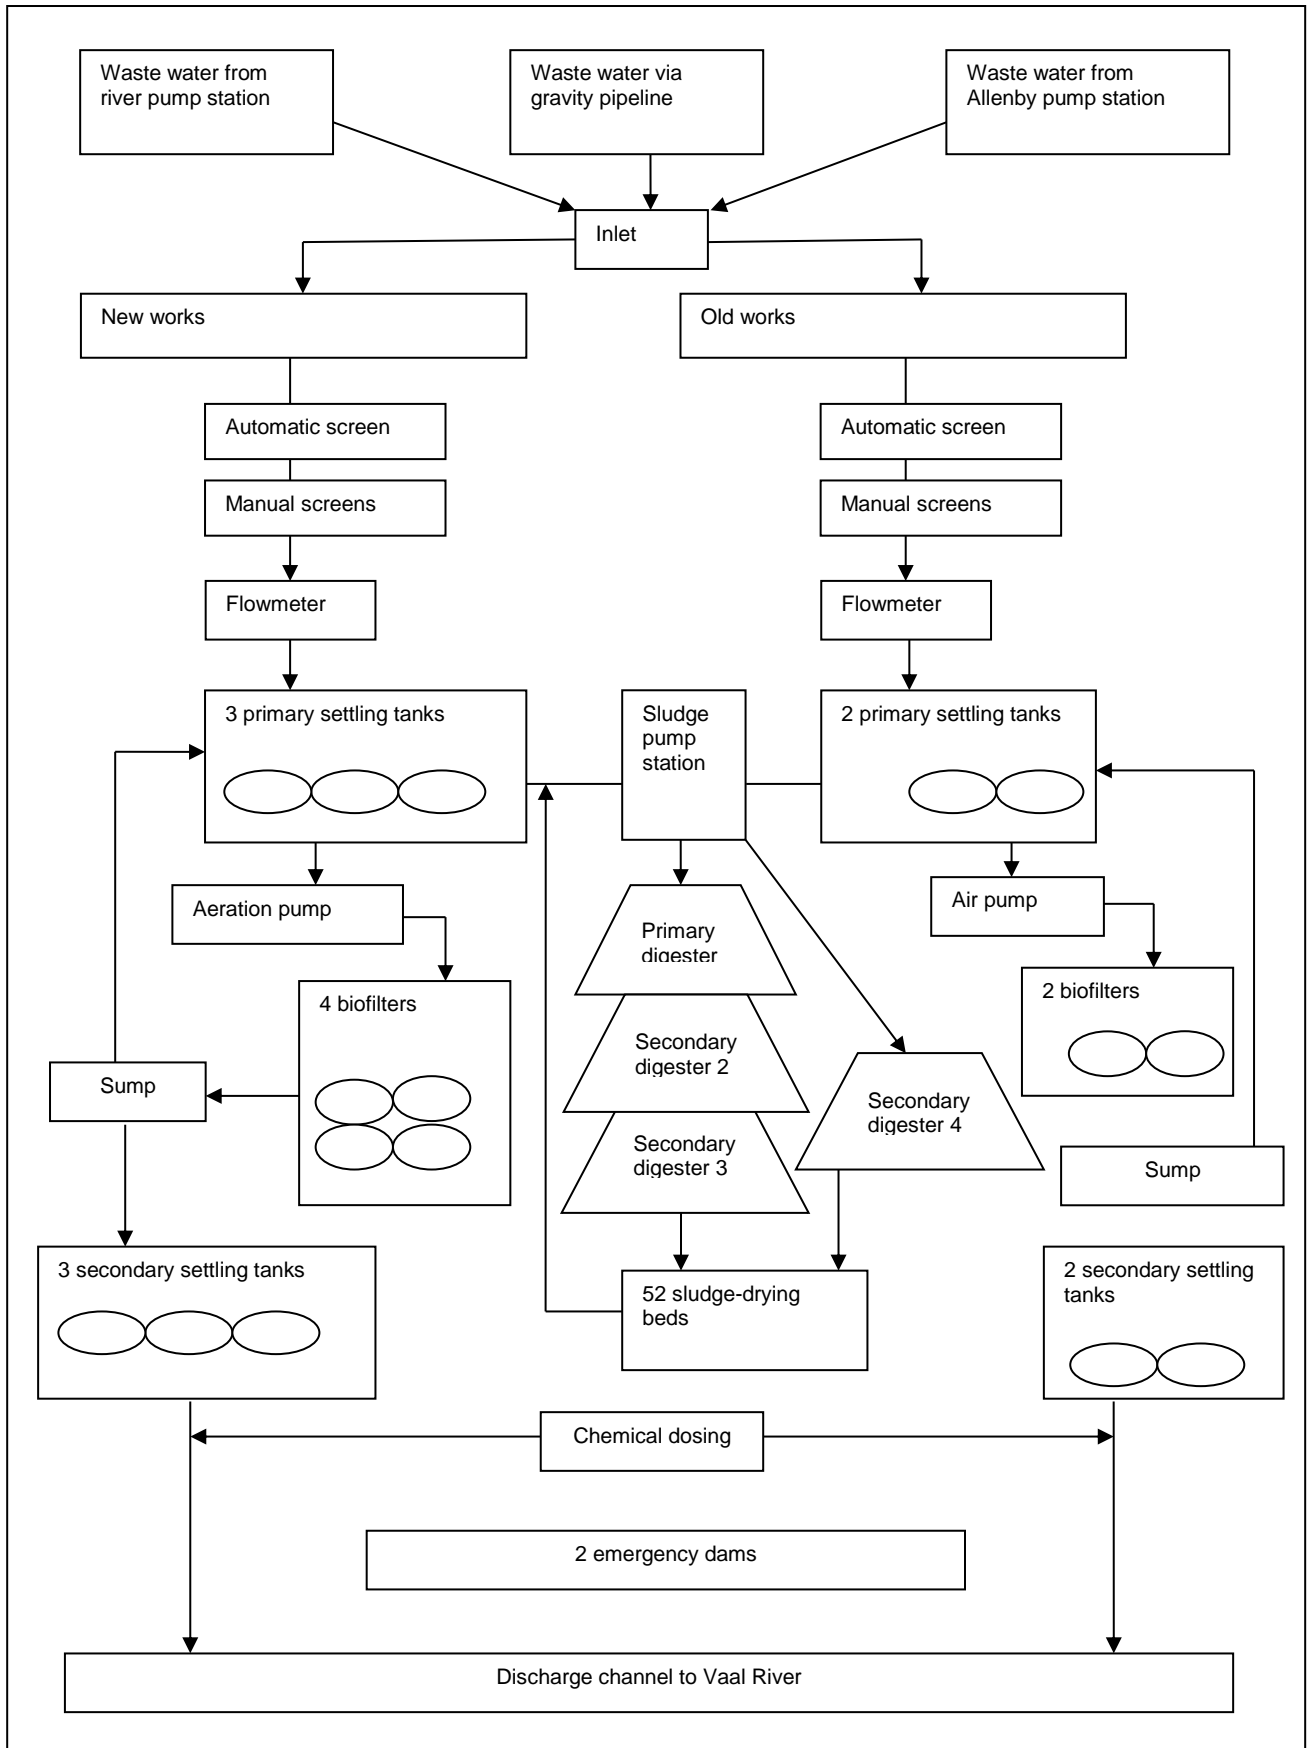 Waste water from
river pump station
Waste water via
gravity pipeline
Waste water from
Allenby pump station
Inlet
New works
Old works
Automatic screen
Automatic screen
Manual screens
Manual screens
Flowmeter
Flowmeter
3 primary settling tanks
Sludge
pump
station
2 primary settling tanks
Aeration pump
Air pump
Primary
digester
4 biofilters
2 biofilters
Secondary
digester 2
Sump
Secondary
digester 4
Secondary
digester 3
Sump
3 secondary settling tanks
52 sludge-drying
beds
2 secondary settling
tanks
Chemical dosing
2 emergency dams
Discharge channel to Vaal River